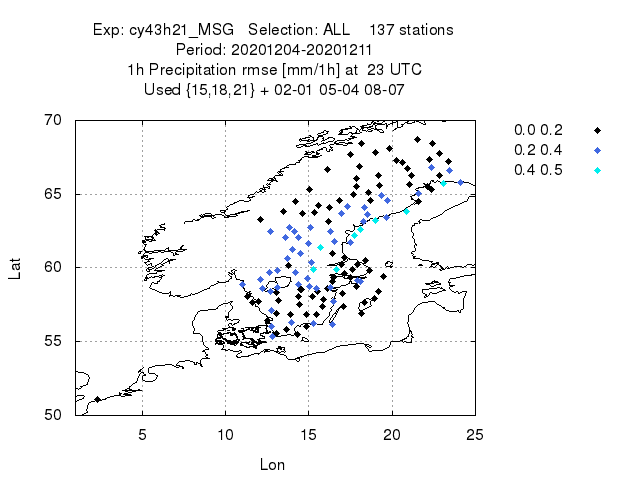 Exp: cy43h21_MSG   Selection: ALL    137 stations
Period: 20201204-20201211
1h Precipitation rmse [mm/1h] at  23 UTC
Used {15,18,21} + 02-01 05-04 08-07
0.0 0.2
0.2 0.4
0.4 0.5
70
65
60
55
50
Lat
5 10 15 20 25
Lon